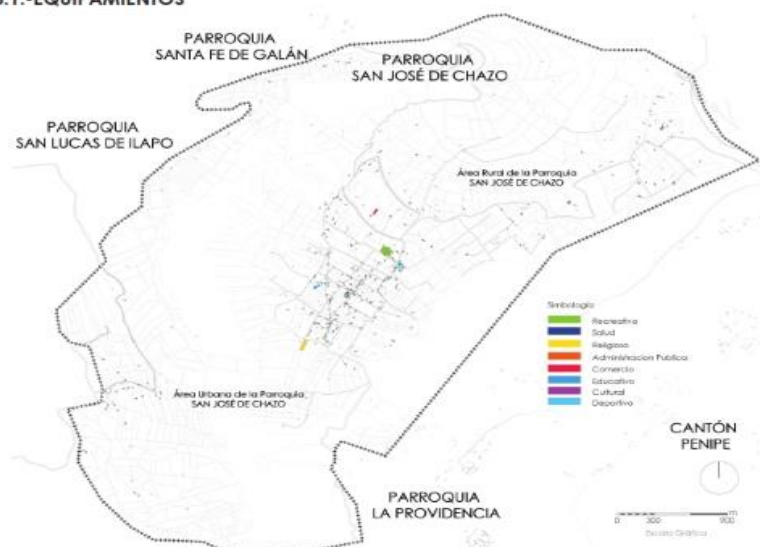 EQUIPAMIENTOS
PARROQUIA
SANTA FE DE GALÁN
PARROQUIA
SAN JOSÉ DE CHAZO
PARROQUIA
SAN LUCAS DE ILAPO
Área Rural de la Parroquia
SAN JOSÉ DE CHAZO
Simbología
Recreativo
Salud
Religioso
Administracion Publica
Comercio
Educativo
Cultural
Deportivo
Área Urbana de la Parroquia
SAN JOSÉ DE CHAZO
CANTÓN
PENIPE
PARROQUIA
LA PROVIDENCIA
m
0 300 900
Escala Gráfica